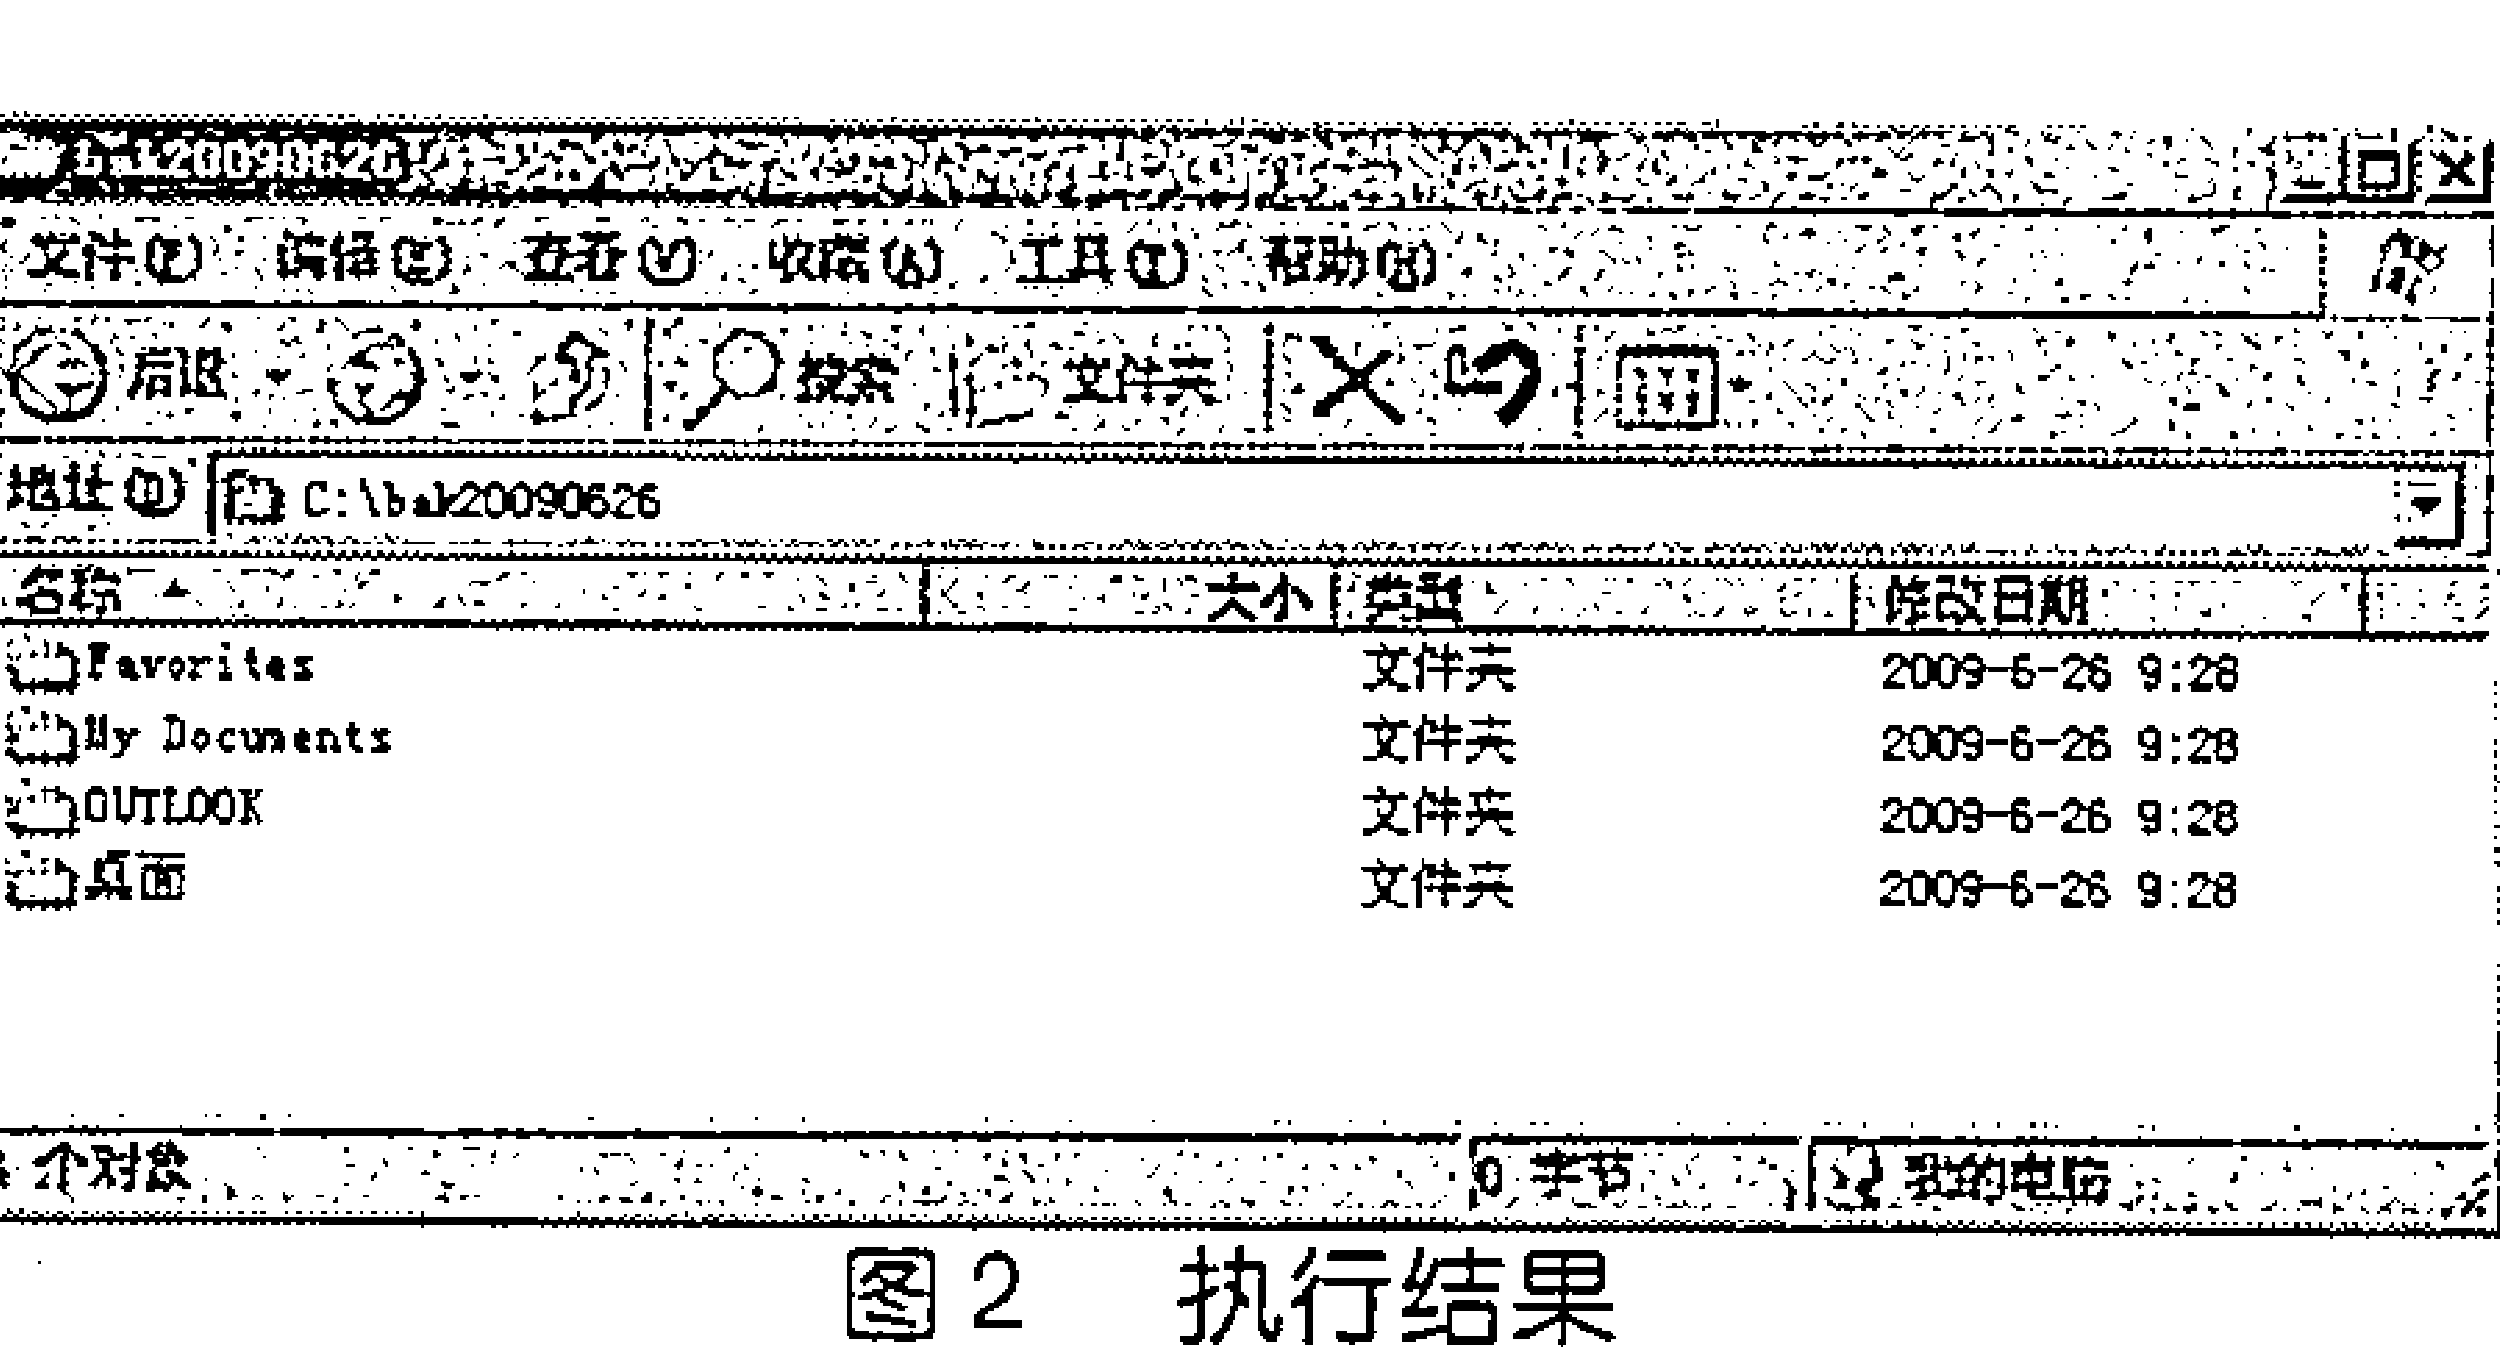 bak20090626
文件(F) 编辑(E) 查看(V) 收藏(A) 工具(T) 帮助(H)
后退 搜索 文件夹
地址(D) C:\bak20090626
名称 大小 类型 修改日期
Favorites 文件夹 2009-6-26 9:28
My Documents 文件夹 2009-6-26 9:28
OUTLOOK 文件夹 2009-6-26 9:28
桌面 文件夹 2009-6-26 9:28
个对象 0 字节 我的电脑
图2 执行结果